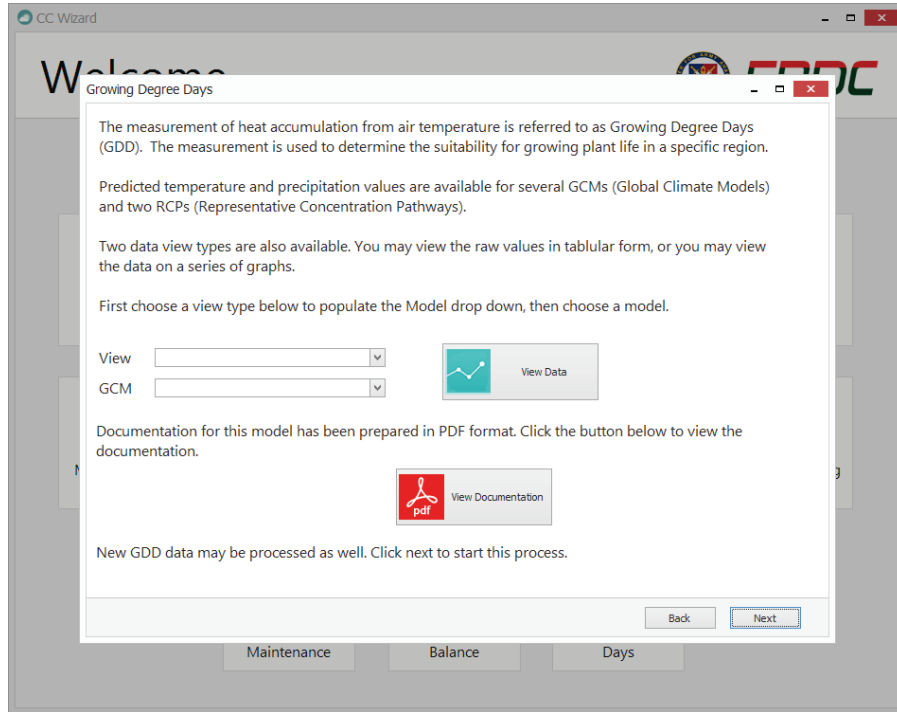 CC Wizard
Welcome
Growing Degree Days
The measurement of heat accumulation from air temperature is referred to as Growing Degree Days
(GDD). The measurement is used to determine the suitability for growing plant life in a specific region.
Predicted temperature and precipitation values are available for several GCMs (Global Climate Models)
and two RCPs (Representative Concentration Pathways).
Two data view types are also available. You may view the raw values in tablular form, or you may view
the data on a series of graphs.
First choose a view type below to populate the Model drop down, then choose a model.
View
GCM
View Data
Documentation for this model has been prepared in PDF format. Click the button below to view the
documentation.
pdf
View Documentation
New GDD data may be processed as well. Click next to start this process.
Back Next
Maintenance Balance Days